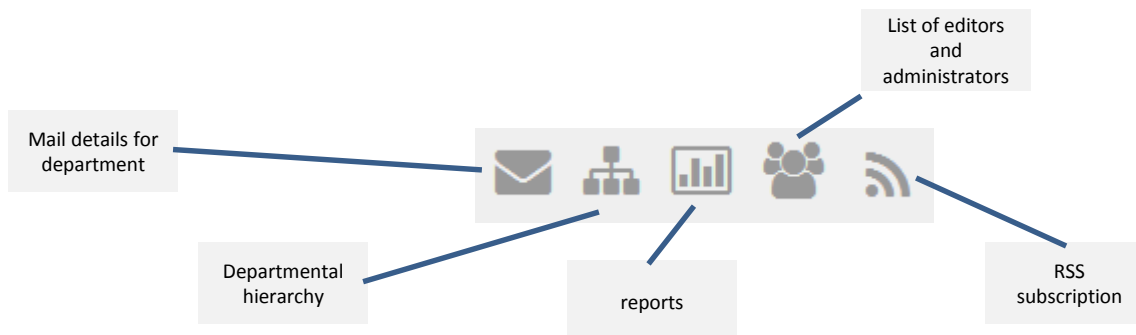 List of editors
and
administrators
Mail details for
department
Departmental
hierarchy
reports
RSS
subscription